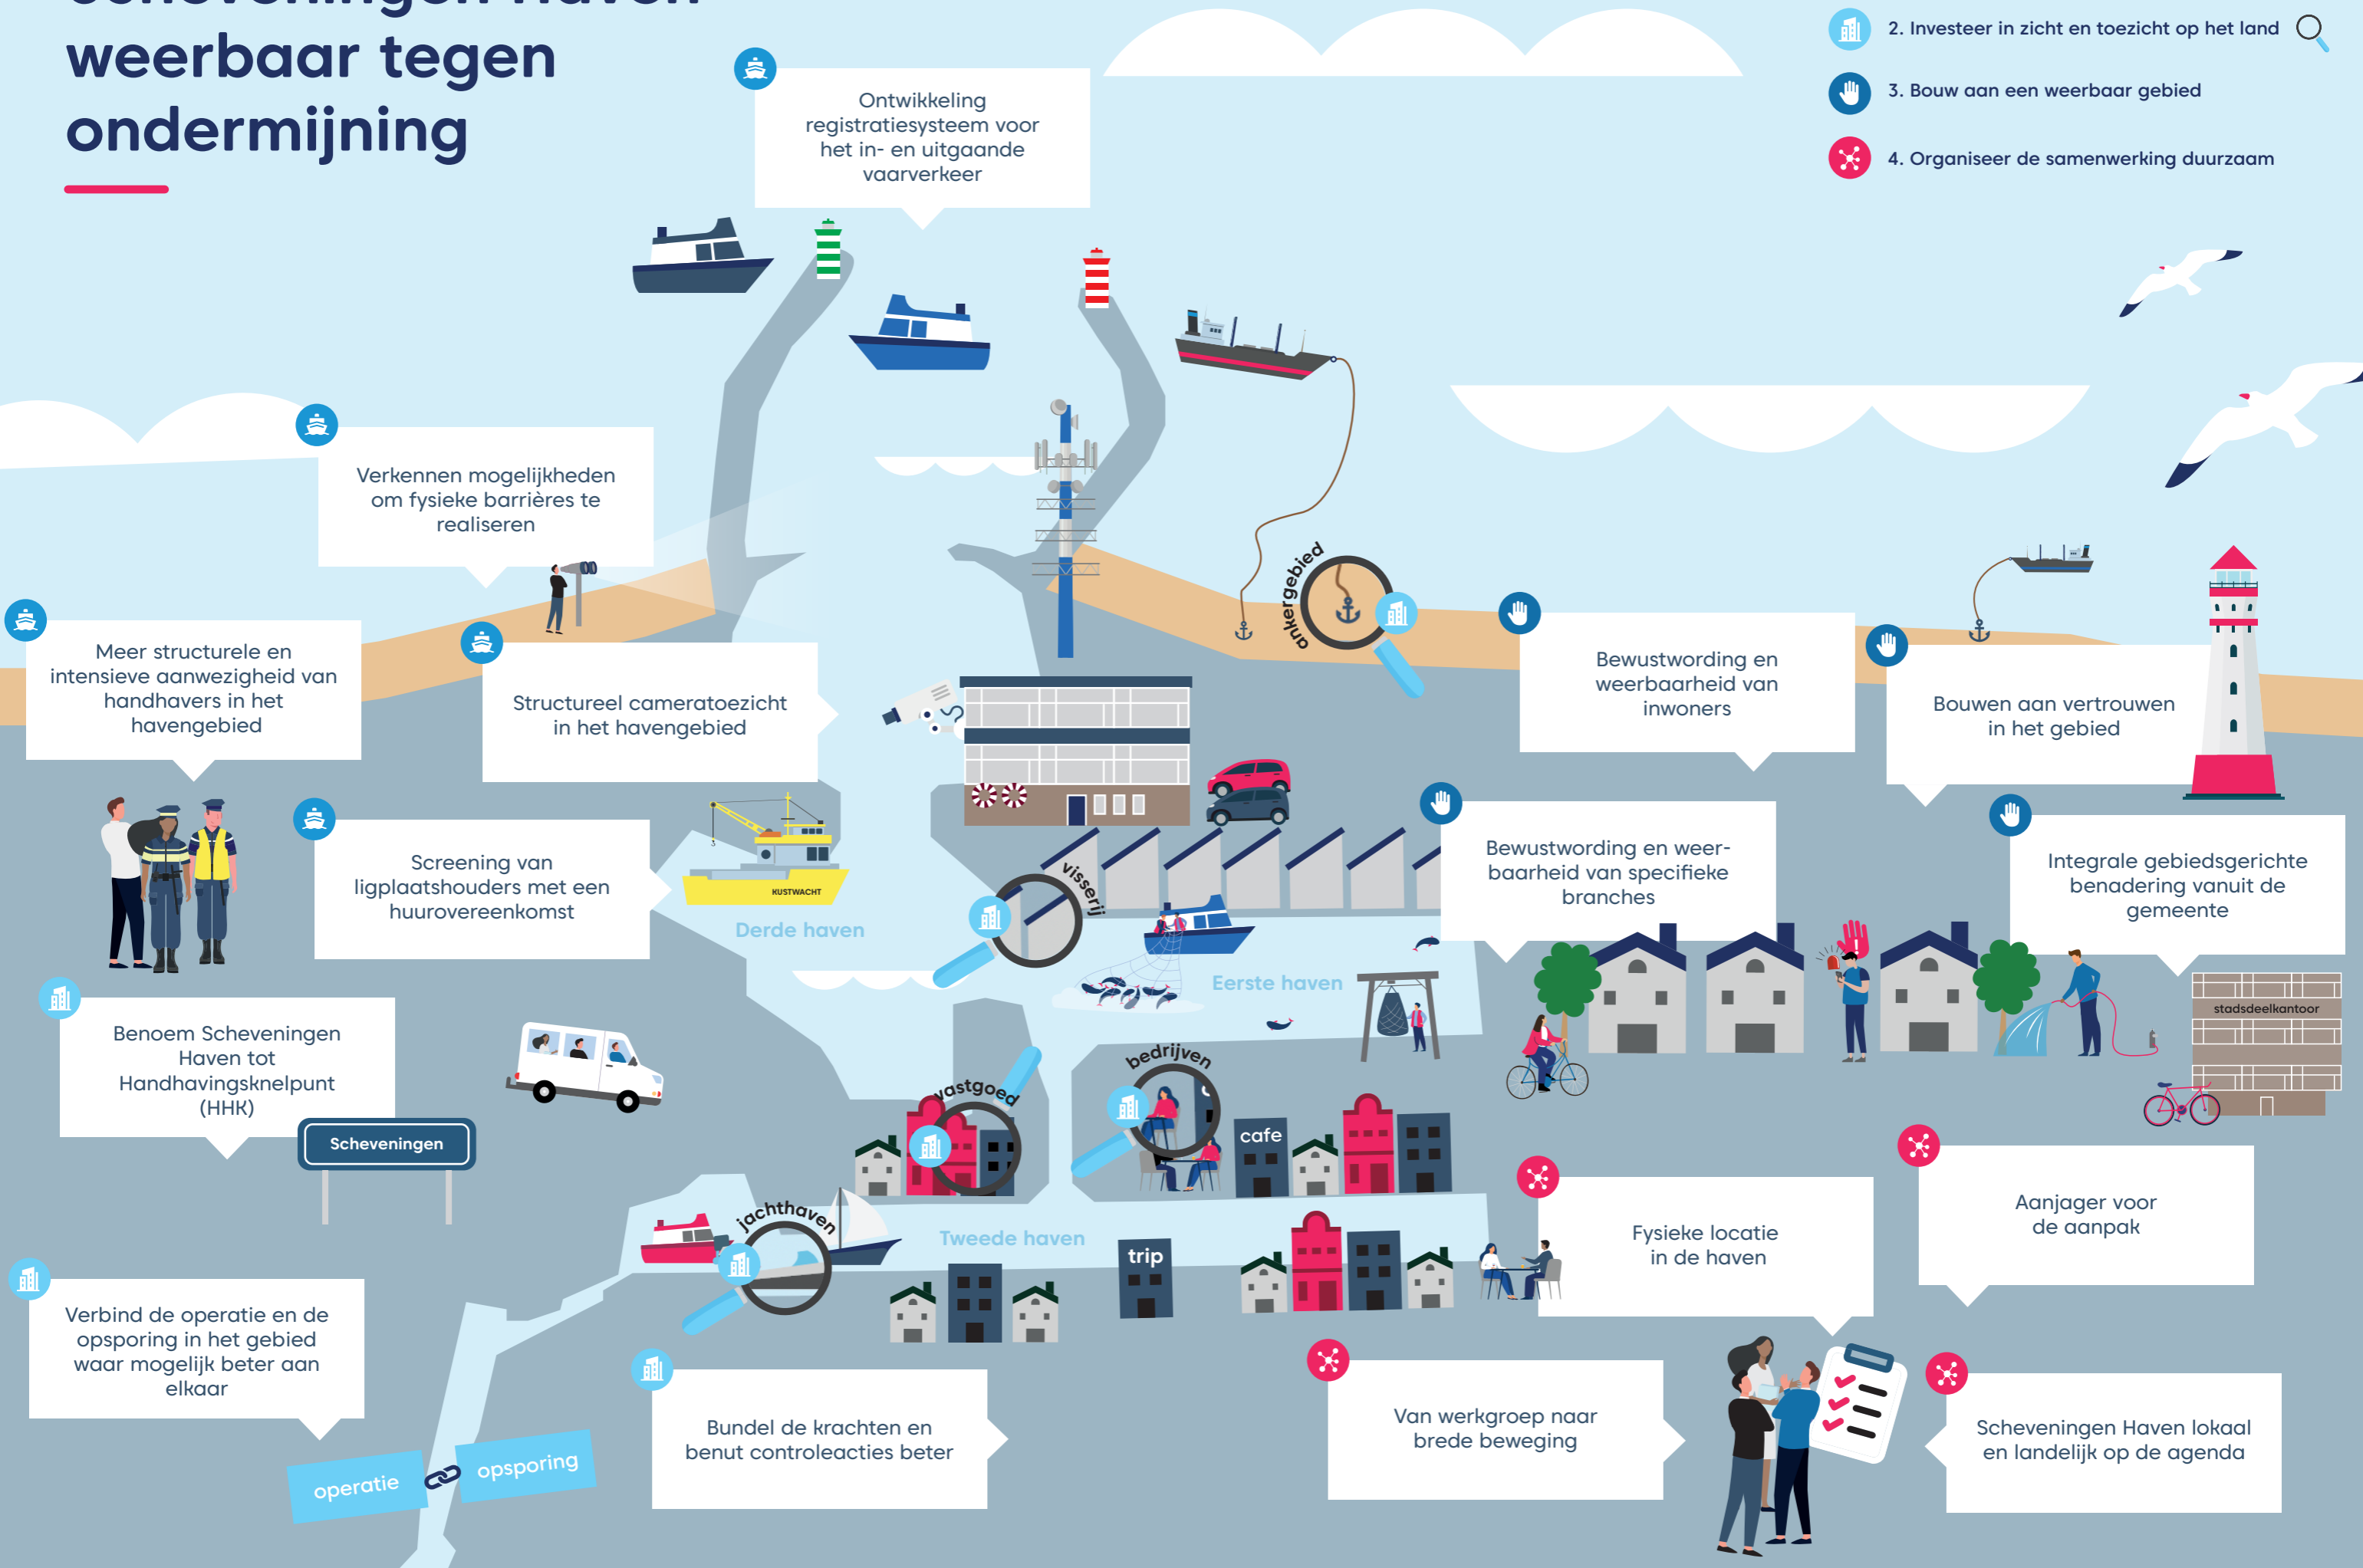 weerbaar tegen
ondermijning
2. Investeer in zicht en toezicht op het land
3. Bouw aan een weerbaar gebied
4. Organiseer de samenwerking duurzaam
Ontwikkeling
registratiesysteem voor
het in- en uitgaande
vaarverkeer
Verkennen mogelijkheden
om fysieke barrières te
realiseren
ankergebied
Meer structurele en
intensieve aanwezigheid van
handhavers in het
havengebied
Structureel cameratoezicht
in het havengebied
Bewustwording en
weerbaarheid van
inwoners
Bouwen aan vertrouwen
in het gebied
Screening van
ligplaatshouders met een
huurovereenkomst
KUSTWACHT
Derde haven
visserij
Eerste haven
Bewustwording en weer-
baarheid van specifieke
branches
Integrale gebiedsgerichte
benadering vanuit de
gemeente
stadsdeelkantoor
Benoem Scheveningen
Haven tot
Handhavingsknelpunt
(HHK)
Scheveningen
vastgoed
bedrijven
cafe
jachthaven
Tweede haven
trip
Fysieke locatie
in de haven
Aanjager voor
de aanpak
Verbind de operatie en de
opsporing in het gebied
waar mogelijk beter aan
elkaar
operatie
opsporing
Bundel de krachten en
benut controleacties beter
Van werkgroep naar
brede beweging
Scheveningen Haven lokaal
en landelijk op de agenda